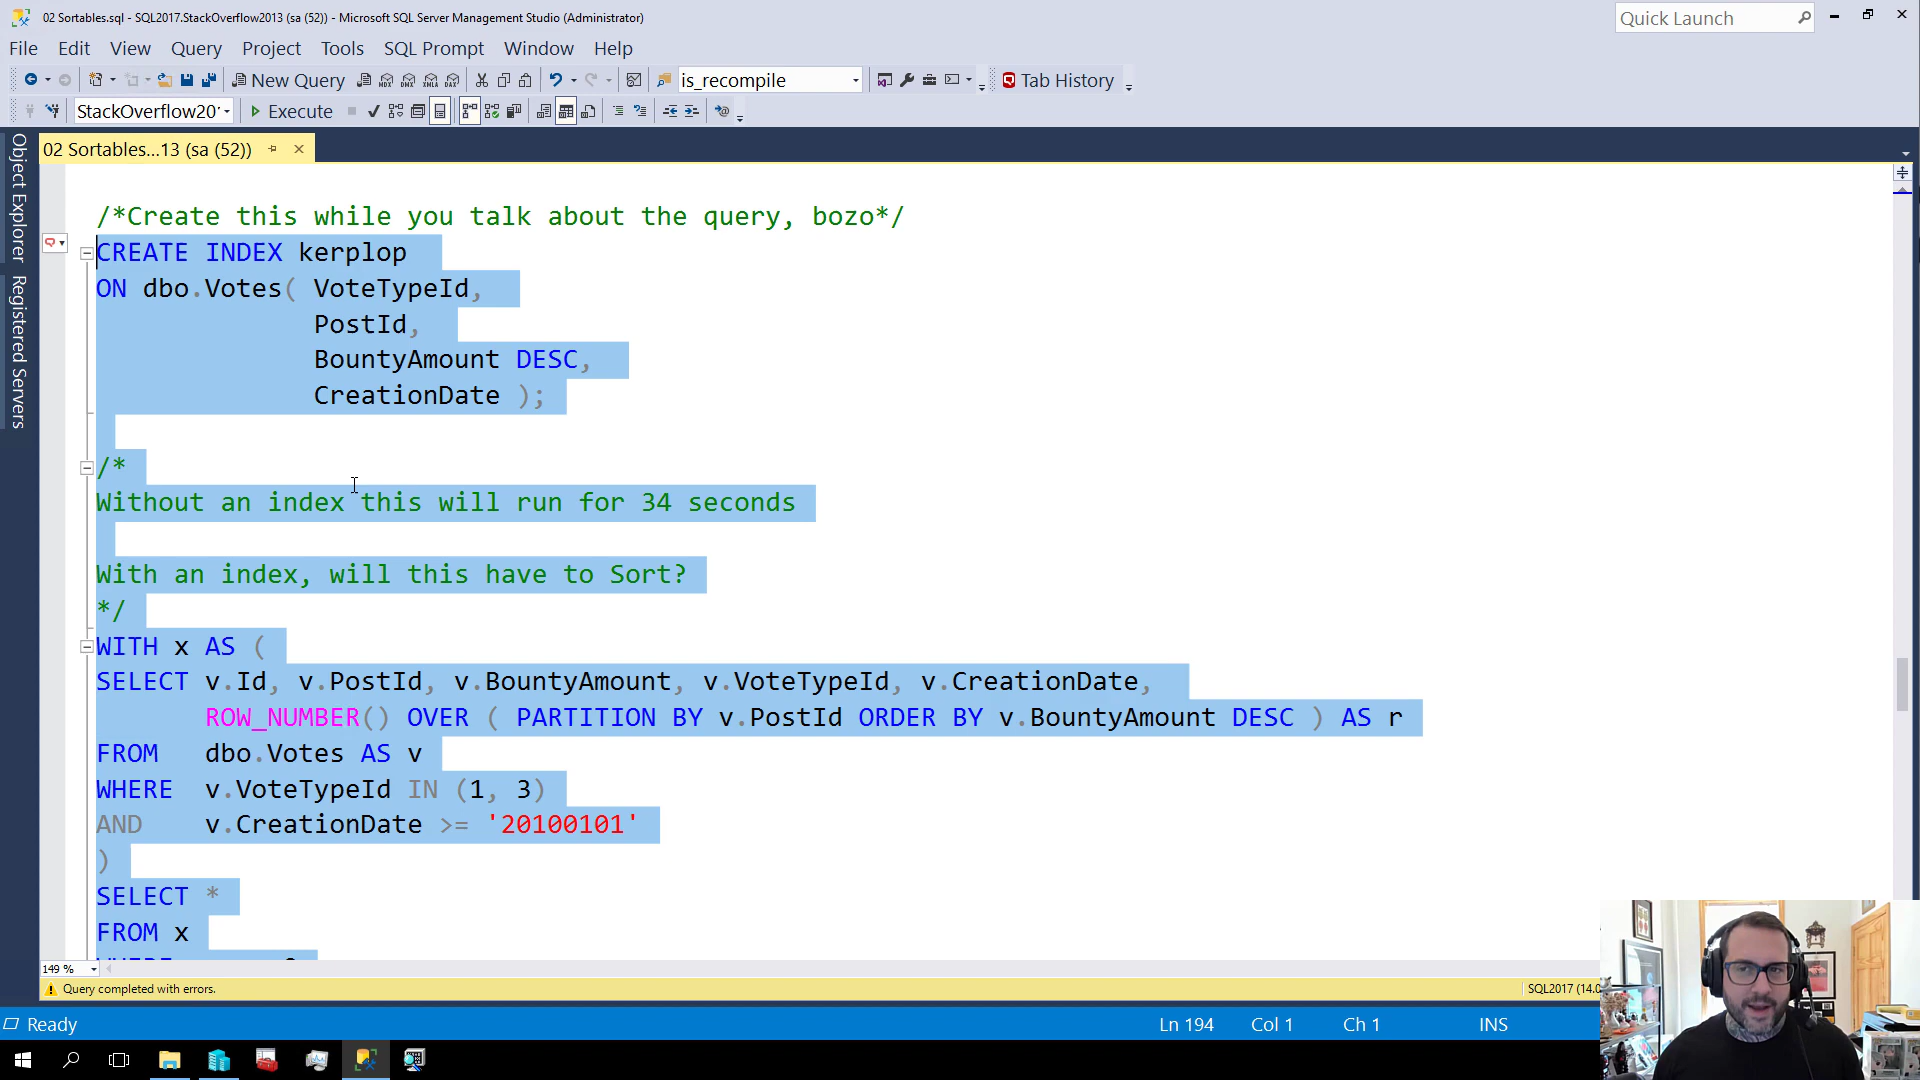 02 Sortables.sql - SQL2017.StackOverflow2013 (sa (52)) - Microsoft SQL Server Management Studio (Administrator)
Quick Launch
File Edit View Query Project Tools SQL Prompt Window Help
New Query
is_recompile
Tab History
StackOverflow20
Execute
02 Sortables...13 (sa (52))
Object Explorer
Registered Servers
/*Create this while you talk about the query, bozo*/
CREATE INDEX kerplop
ON dbo.Votes( VoteTypeId,
PostId,
BountyAmount DESC,
CreationDate );
/*
Without an index this will run for 34 seconds
With an index, will this have to Sort?
*/
WITH x AS (
SELECT v.Id, v.PostId, v.BountyAmount, v.VoteTypeId, v.CreationDate,
ROW_NUMBER() OVER ( PARTITION BY v.PostId ORDER BY v.BountyAmount DESC ) AS r
FROM dbo.Votes AS v
WHERE v.VoteTypeId IN (1, 3)
AND v.CreationDate >= '20100101'
)
SELECT *
FROM x
149 %
Query completed with errors.
SQL2017 (14.0
Ready
Ln 194
Col 1
Ch 1
INS